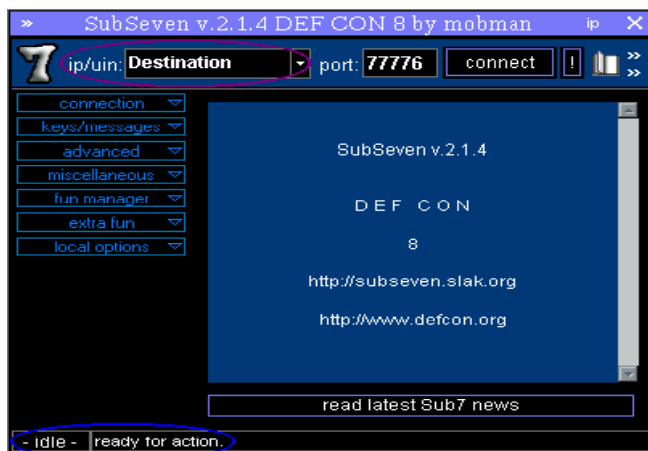 » SubSeven v.2.1.4 DEF CON 8 by mobman ip X
7 ip/uin: Destination port: 77776 connect ! »
»
connection
keys/messages
advanced
miscellaneous
fun manager
extra fun
local options
SubSeven v.2.1.4
D E F C O N
8
http://subseven.slak.org
http://www.defcon.org
read latest Sub7 news
- idle - ready for action.